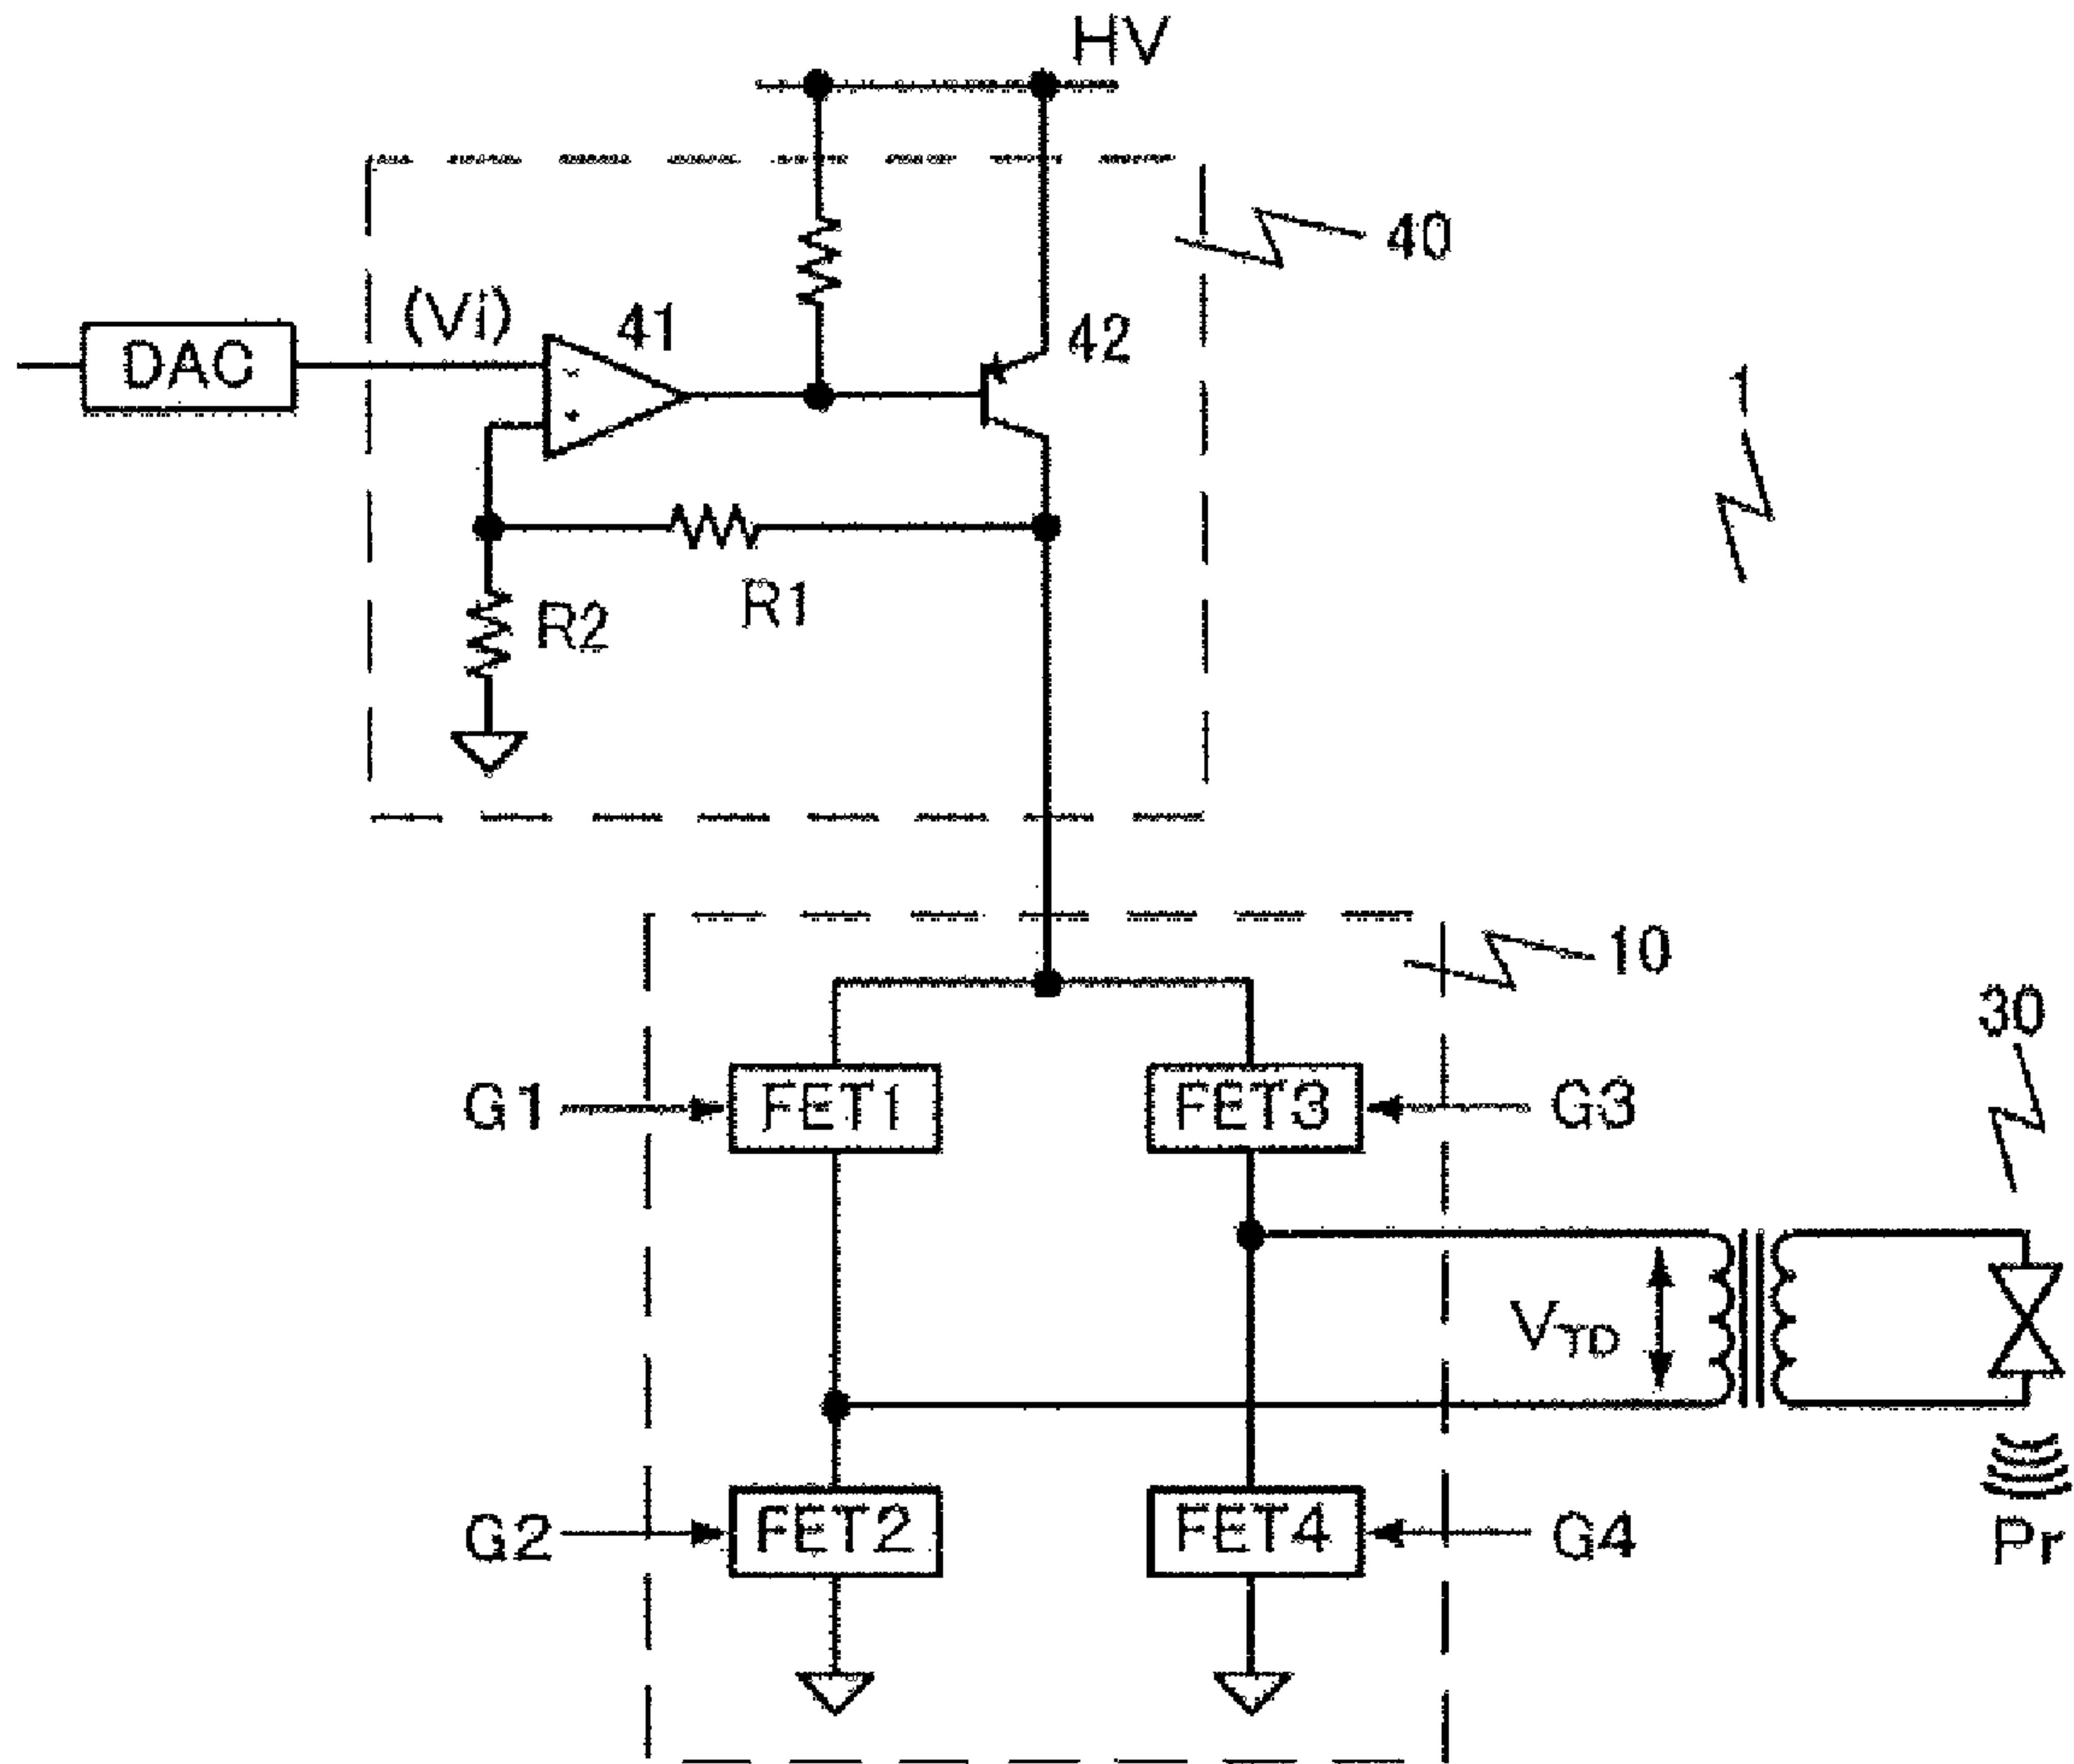 HV
40
(Vi)
41
42
DAC
-
+
1
R1
R2
10
30
G1
FET1
FET3
G3
VTD
G2
FET2
FET4
G4
Pr